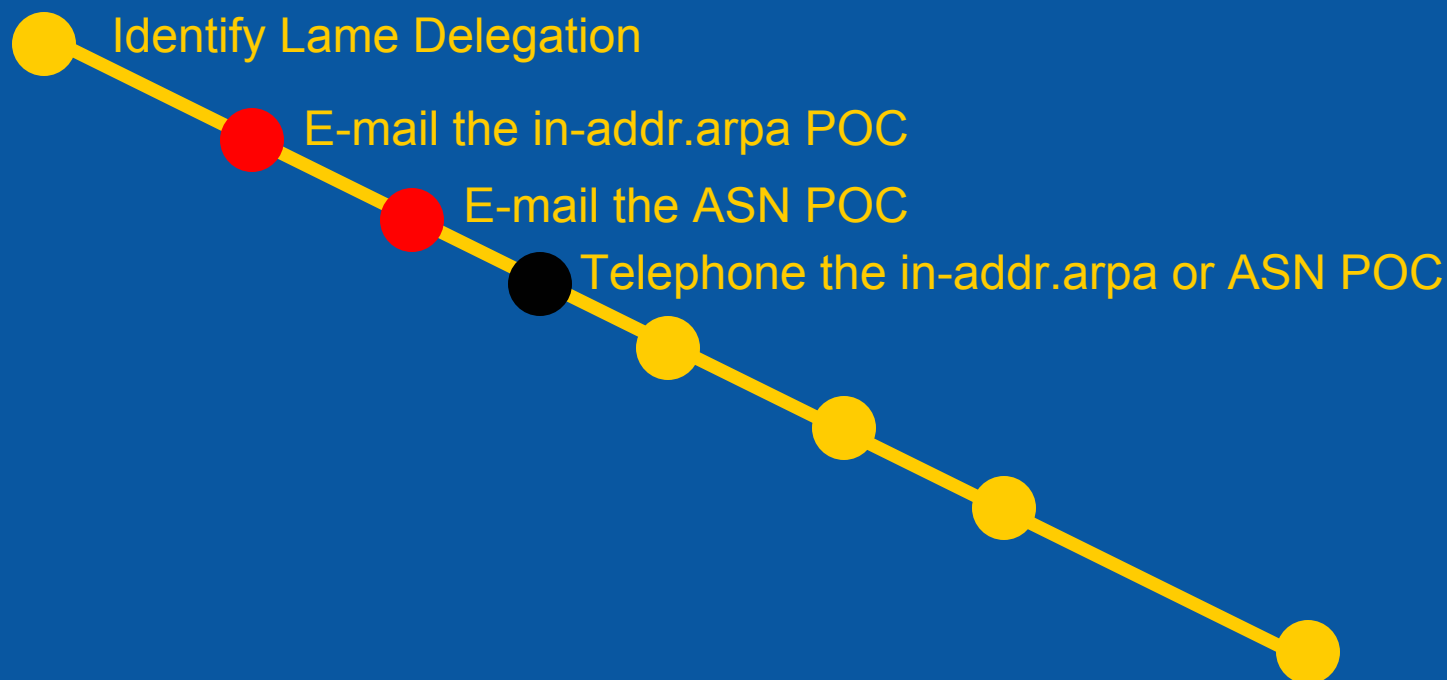 Identify Lame Delegation
E-mail the in-addr.arpa POC
E-mail the ASN POC
Telephone the in-addr.arpa or ASN POC